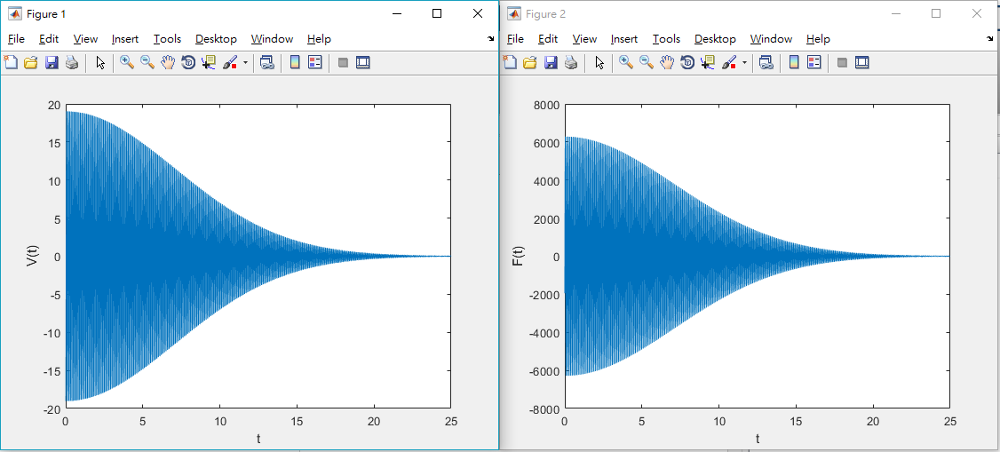 Figure 1
File Edit View Insert Tools Desktop Window Help
20
15
10
5
0
-5
-10
-15
-20
V(t)
0 5 10 15 20 25
t
Figure 2
File Edit View Insert Tools Desktop Window Help
8000
6000
4000
2000
0
-2000
-4000
-6000
-8000
F(t)
0 5 10 15 20 25
t